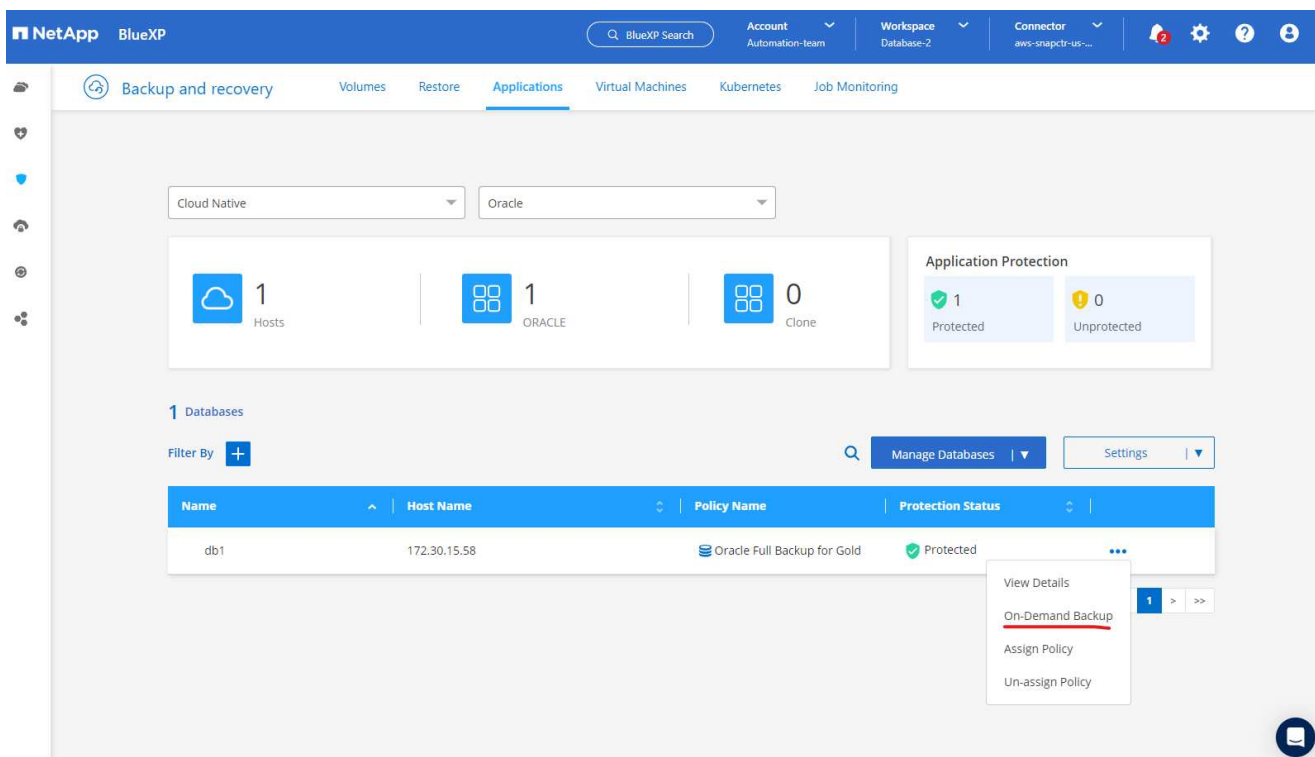 NetApp BlueXP
BlueXP Search
Account
Automation-team
Workspace
Database-2
Connector
aws-snapctr-us-...
2
Backup and recovery
Volumes Restore Applications Virtual Machines Kubernetes Job Monitoring
Cloud Native Oracle
1
Hosts
1
ORACLE
0
Clone
Application Protection
1
Protected
0
Unprotected
1 Databases
Filter By
Manage Databases
Settings
Name Host Name Policy Name Protection Status
db1 172.30.15.58 Oracle Full Backup for Gold Protected
View Details
On-Demand Backup
Assign Policy
Un-assign Policy
1 > >>